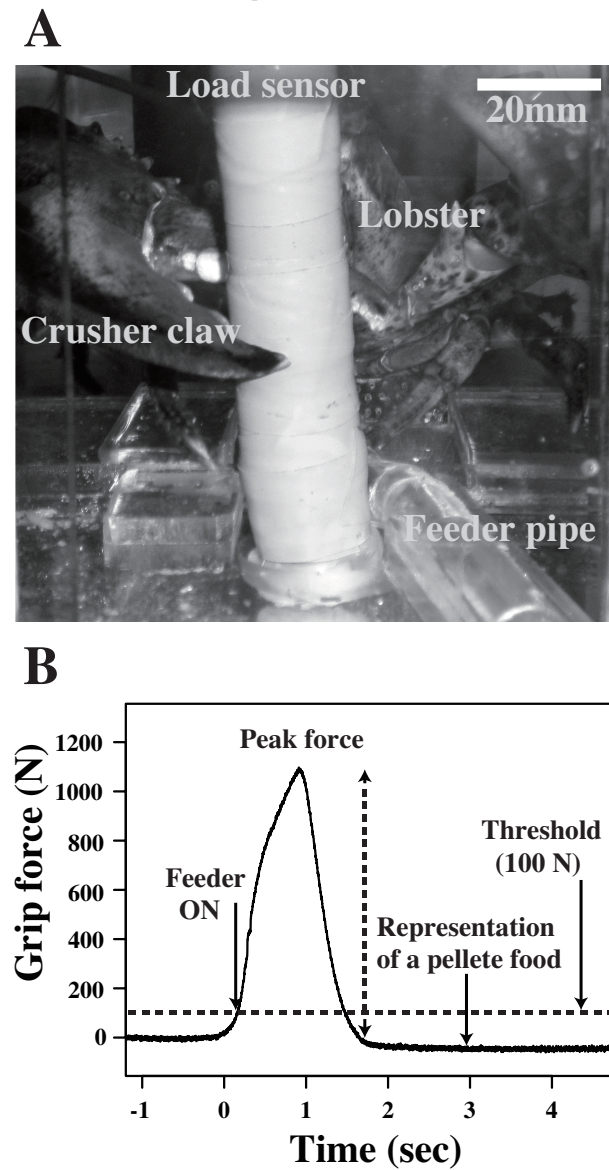 A
Load sensor
20mm
Lobster
Crusher claw
Feeder pipe
B
Grip force (N)
1200
1000
800
600
400
200
0
Peak force
Feeder
ON
Threshold
(100 N)
Representation
of a pellete food
-1 0 1 2 3 4
Time (sec)